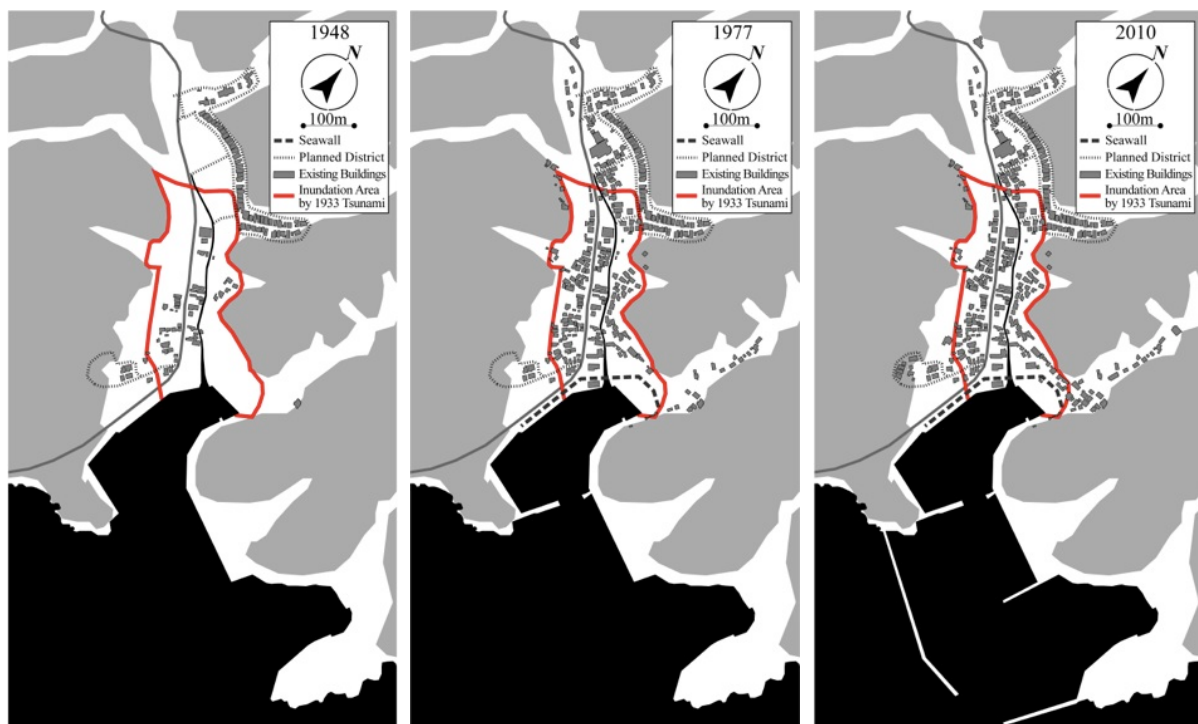 1948
N
100m
Seawall
Planned District
Existing Buildings
Inundation Area
by 1933 Tsunami
1977
N
100m
Seawall
Planned District
Existing Buildings
Inundation Area
by 1933 Tsunami
2010
N
100m
Seawall
Planned District
Existing Buildings
Inundation Area
by 1933 Tsunami